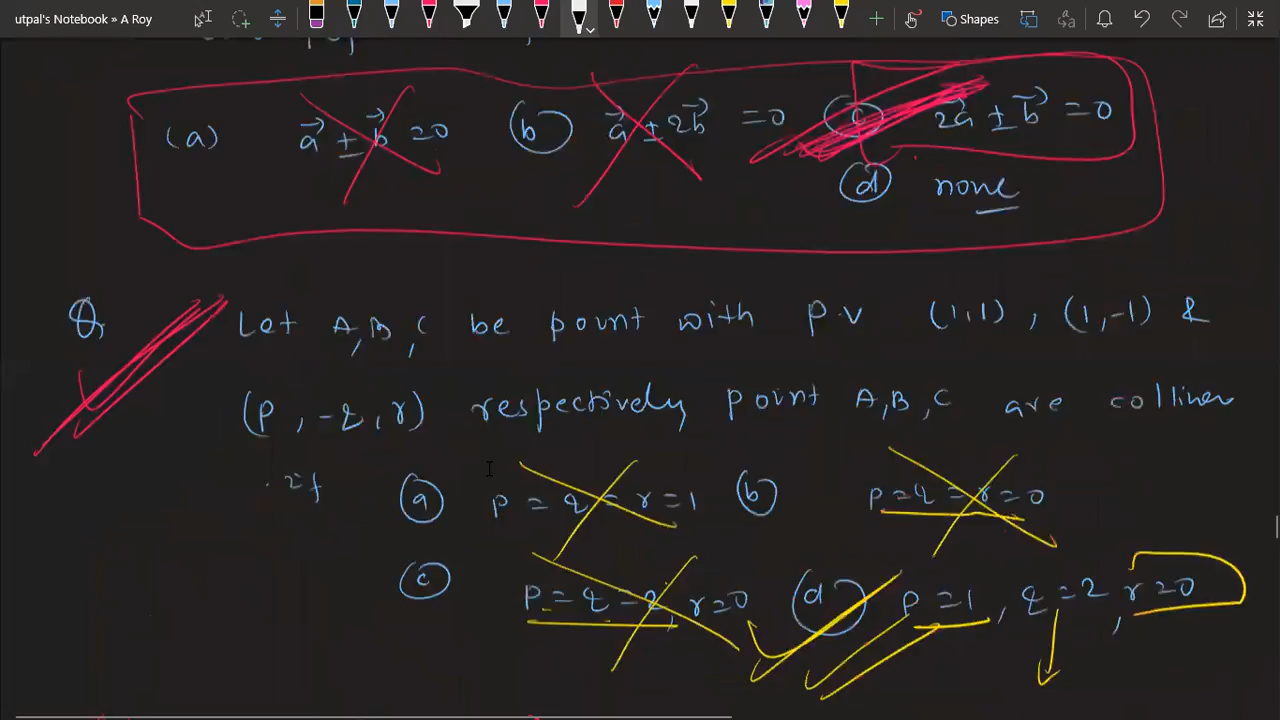 utpal's Notebook » A Roy
Shapes
(a) a⃗ ± b⃗ =0 (b) a⃗ ± 2b⃗ =0 (c) 2a⃗ ± b⃗ =0
(d) none
Q, Let A,B,C be point with p.v (1,1), (1,-1) &
(p, -q, r) respectively point A,B,C are colliner
if (a) p = q = r =1 (b) p=q=r=0
(c) p = q = 2, r=0 (d) p=1, q=2, r=0